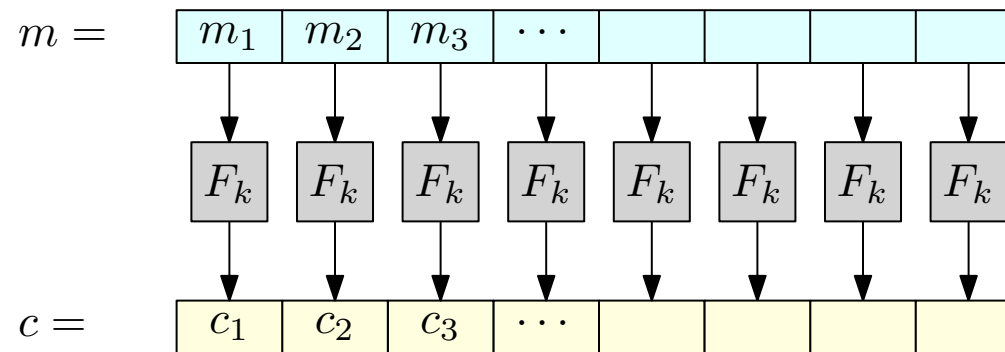 m = m₁ m₂ m₃ ⋯
Fₖ Fₖ Fₖ Fₖ Fₖ Fₖ Fₖ Fₖ
c = c₁ c₂ c₃ ⋯